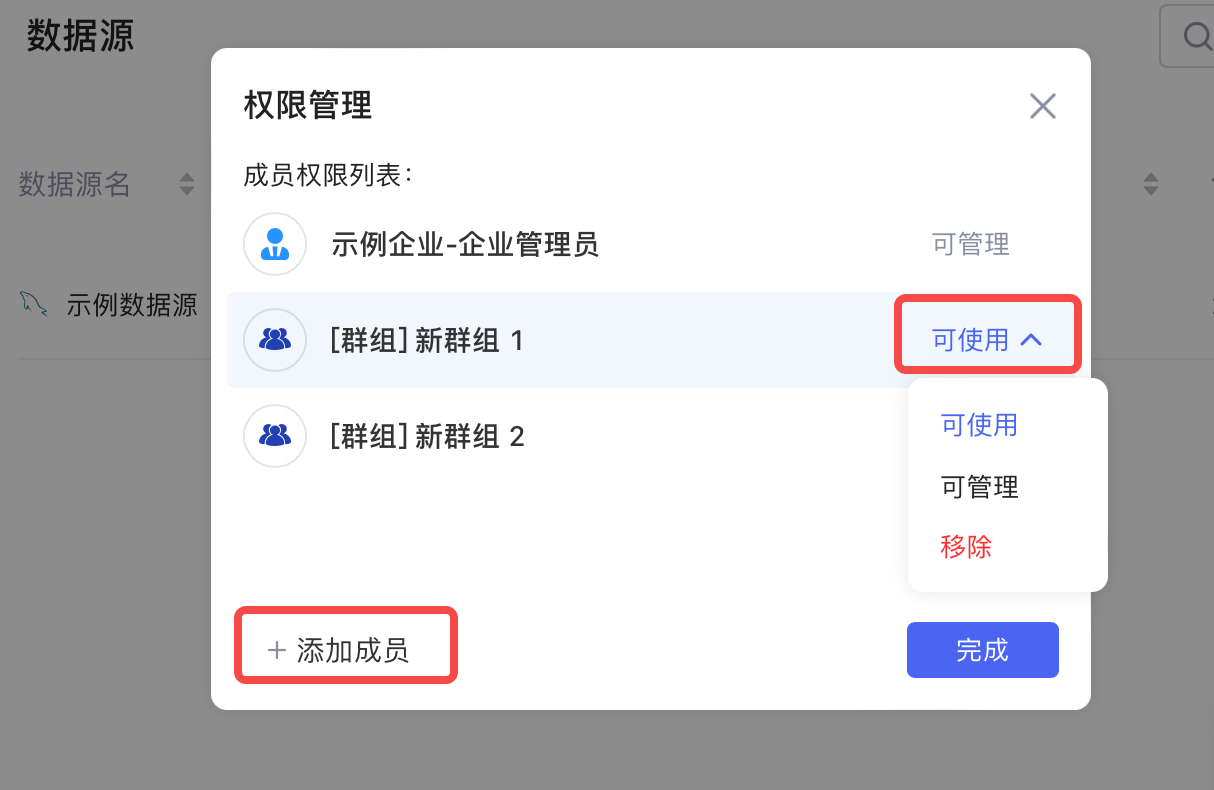 数据源
权限管理
成员权限列表：
数据源名
示例企业-企业管理员 可管理
示例数据源
[群组] 新群组 1 可使用
可使用
[群组] 新群组 2
可管理
移除
+ 添加成员
完成